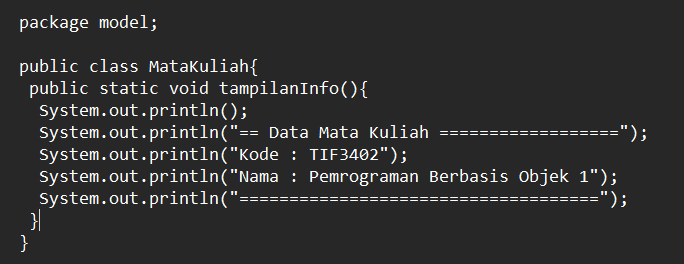 package model;
public class MataKuliah{
public static void tampilanInfo(){
System.out.println();
System.out.println("== Data Mata Kuliah ==================");
System.out.println("Kode : TIF3402");
System.out.println("Nama : Pemrograman Berbasis Objek 1");
System.out.println("====================================");
}
}